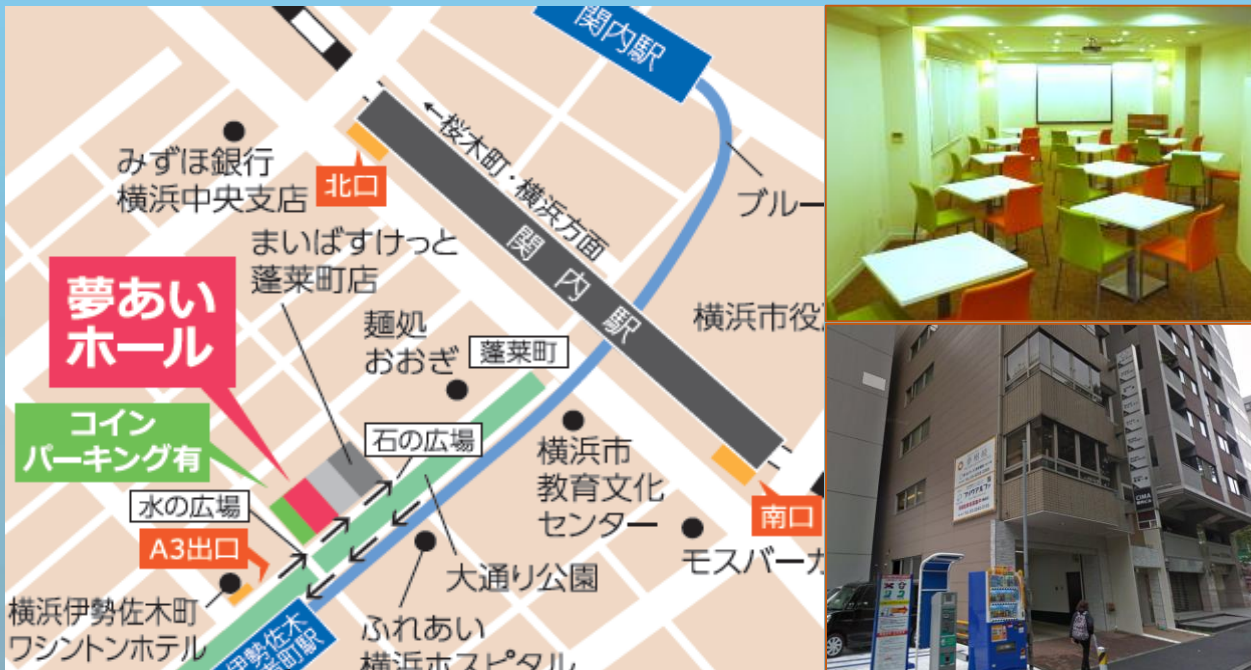 関内駅
←桜木町・横浜方面
みずほ銀行
横浜中央支店
北口
ブルー
まいばすけっと
蓬莱町店
関内駅
夢あい
ホール
麺処
おおぎ
蓬莱町
横浜市役
コイン
パーキング有
石の広場
横浜市
教育文化
センター
水の広場
南口
A3出口
モスバーガ
大通り公園
横浜伊勢佐木町
ワシントンホテル
伊勢佐木
町駅
ふれあい
横浜ホスピタル